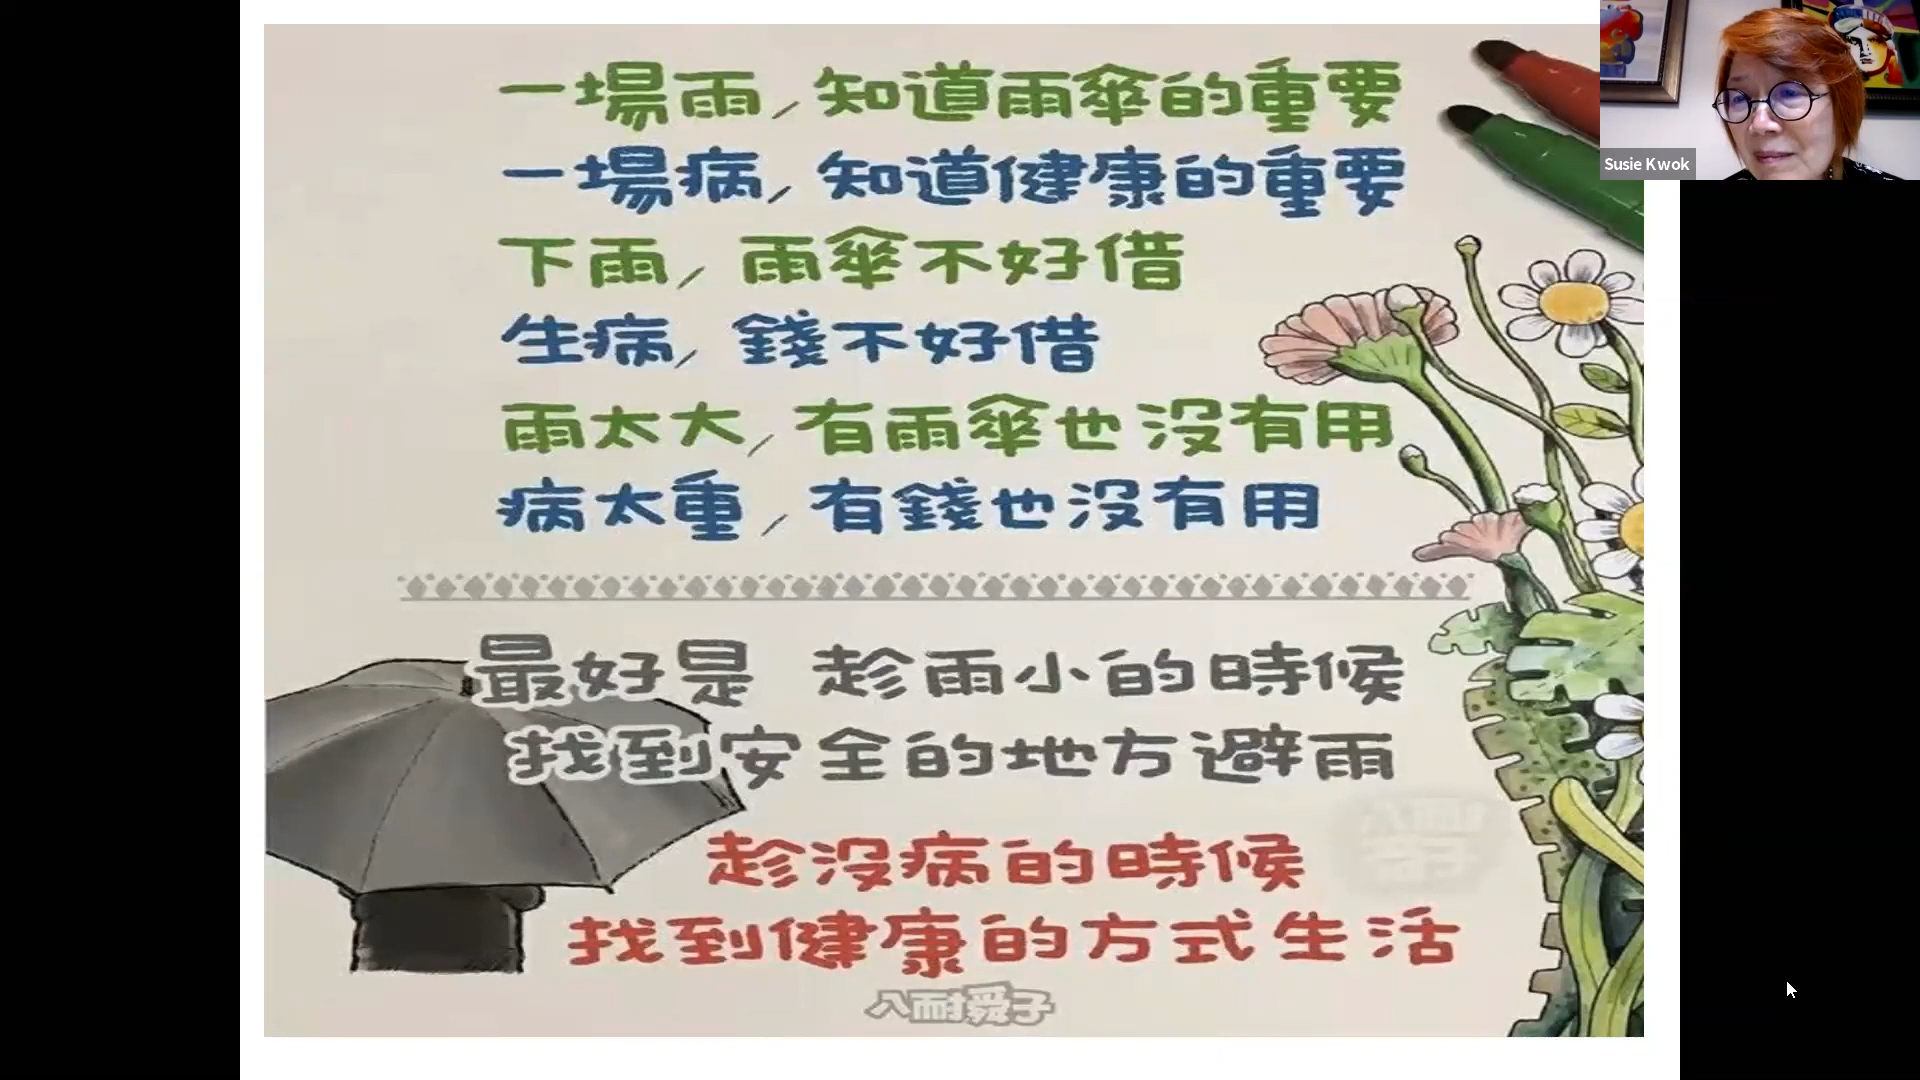 一場雨，知道雨傘的重要
一場病，知道健康的重要
下雨，雨傘不好借
生病，錢不好借
雨太大，有雨傘也沒有用
病太重，有錢也沒有用
最好是 趁雨小的時候
找到安全的地方避雨
趁沒病的時候
找到健康的方式生活
八耐舜子
Susie Kwok